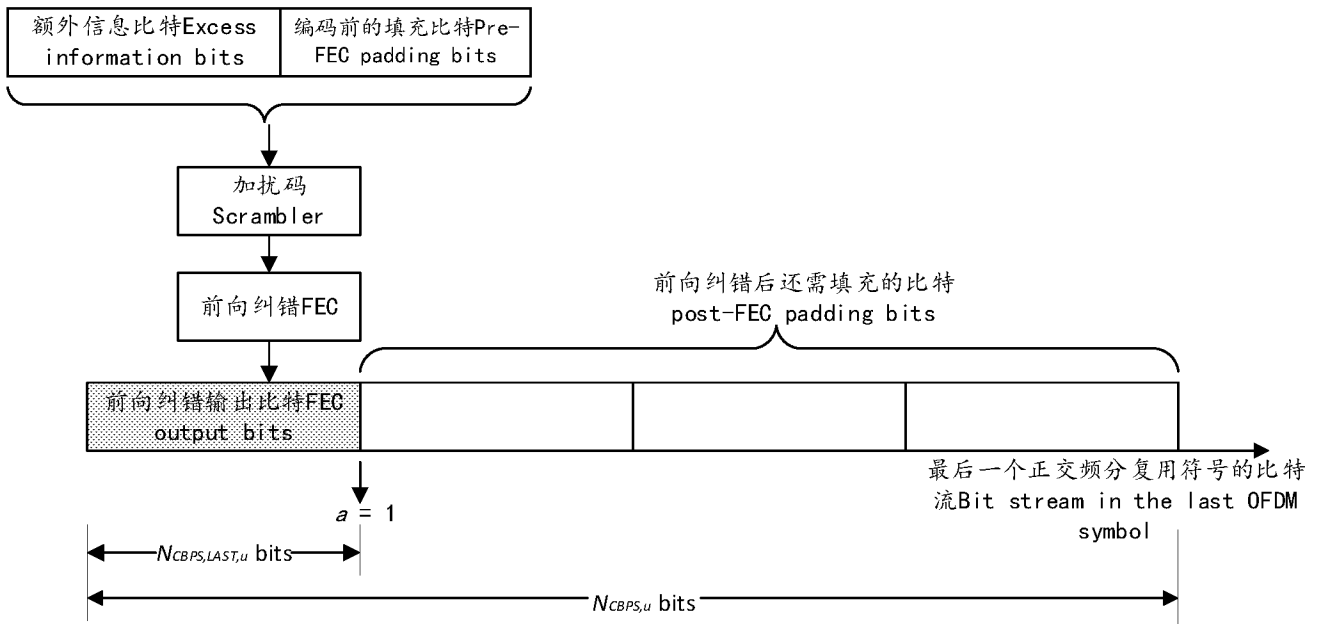 额外信息比特Excess
information bits
编码前的填充比特Pre-
FEC padding bits
加扰码
Scrambler
前向纠错FEC
前向纠错后还需填充的比特
post-FEC padding bits
前向纠错输出比特FEC
output bits
最后一个正交频分复用符号的比特
流Bit stream in the last OFDM
symbol
a = 1
NCBPS,LAST,u bits
NCBPS,u bits